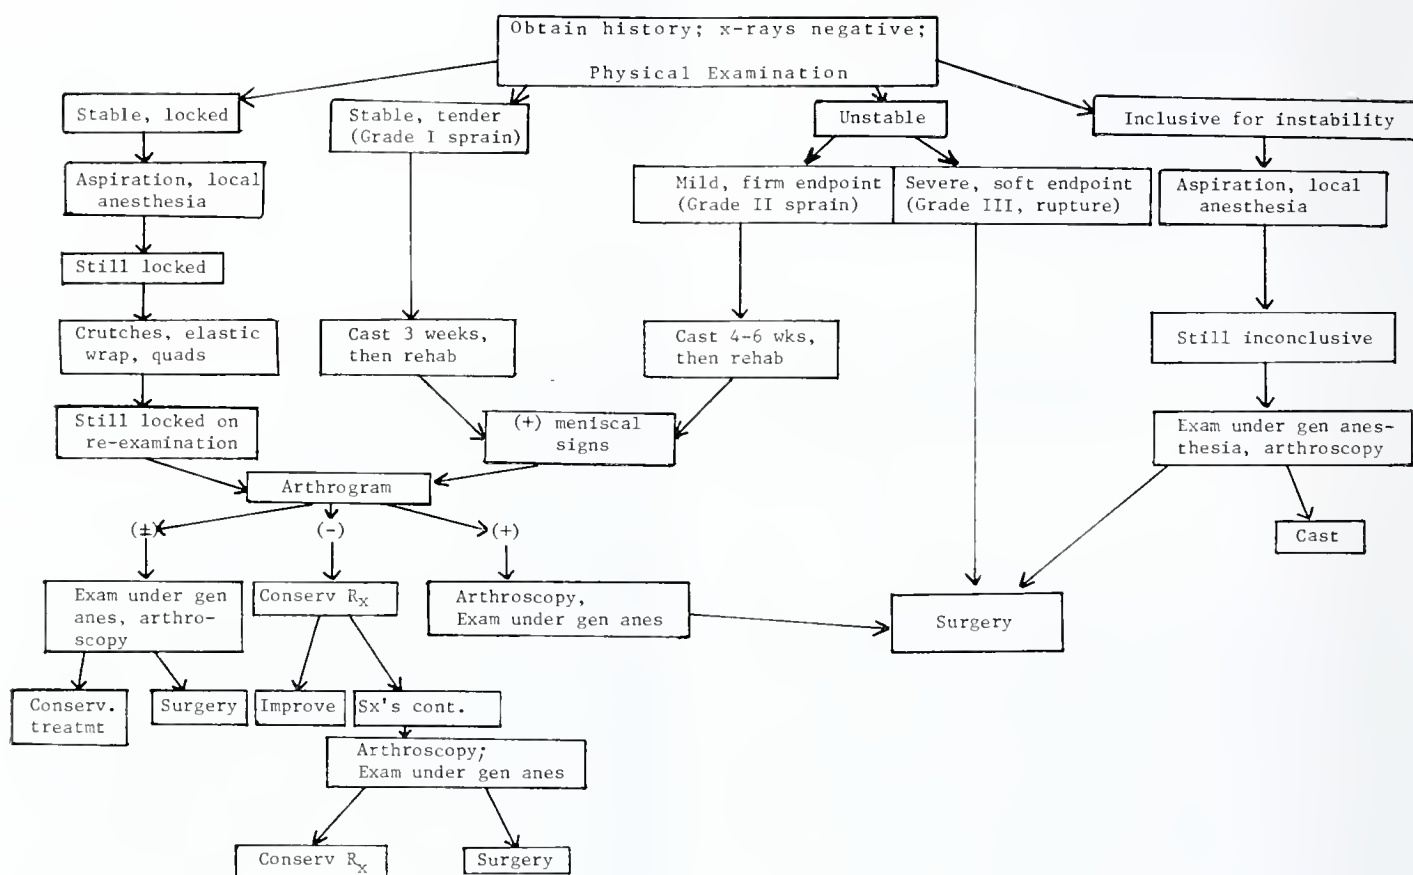 Obtain history; x-rays negative;
Physical Examination
Stable, locked
Stable, tender
(Grade I sprain)
Unstable
Inclusive for instability
Aspiration, local
anesthesia
Mild, firm endpoint
(Grade II sprain)
Severe, soft endpoint
(Grade III, rupture)
Aspiration, local
anesthesia
Still locked
Crutches, elastic
wrap, quads
Cast 3 weeks,
then rehab
Cast 4-6 wks,
then rehab
Still inconclusive
Still locked on
re-examination
(+) meniscal
signs
Exam under gen anes-
thesia, arthroscopy
Arthrogram
(±)
(-)
(+)
Cast
Exam under gen
anes, arthro-
scopy
Conserv Rx
Arthroscopy,
Exam under gen anes
Surgery
Conserv.
treatmt
Surgery
Improve
Sx's cont.
Arthroscopy;
Exam under gen anes
Conserv Rx
Surgery